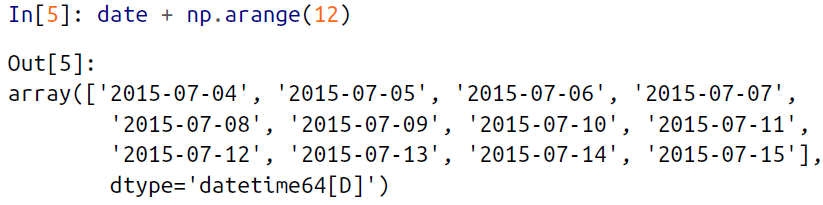 In[5]: date + np.arange(12)
Out[5]:
array(['2015-07-04', '2015-07-05', '2015-07-06', '2015-07-07',
'2015-07-08', '2015-07-09', '2015-07-10', '2015-07-11',
'2015-07-12', '2015-07-13', '2015-07-14', '2015-07-15'],
dtype='datetime64[D]')